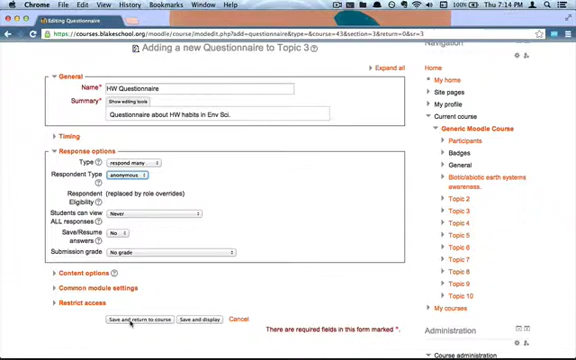 Chrome File Edit View History Bookmarks Window Help
Thu 7:14 PM
Editing Questionnaire
https://courses.blakeschool.org/moodle/course/modedit.php?add=questionnaire&type=&course=43&section=3&return=0&sr=3
Adding a new Questionnaire to Topic 3
Expand all
General
Name* HW Questionnaire
Summary Show editing tools
Questionnaire about HW habits in Env Sci.
Timing
Response options
Type respond many
Respondent Type anonymous
Respondent Eligibility (replaced by role overrides)
Students can view ALL responses Never
Save/Resume answers No
Submission grade No grade
Content options
Common module settings
Restrict access
Save and return to course Save and display Cancel
There are required fields in this form marked *.
Navigation
Home
My home
Site pages
My profile
Current course
Generic Moodle Course
Participants
Badges
General
Biotic/abiotic earth systems awareness.
Topic 2
Topic 3
Topic 4
Topic 5
Topic 6
Topic 7
Topic 8
Topic 9
Topic 10
My courses
Administration
Course administration